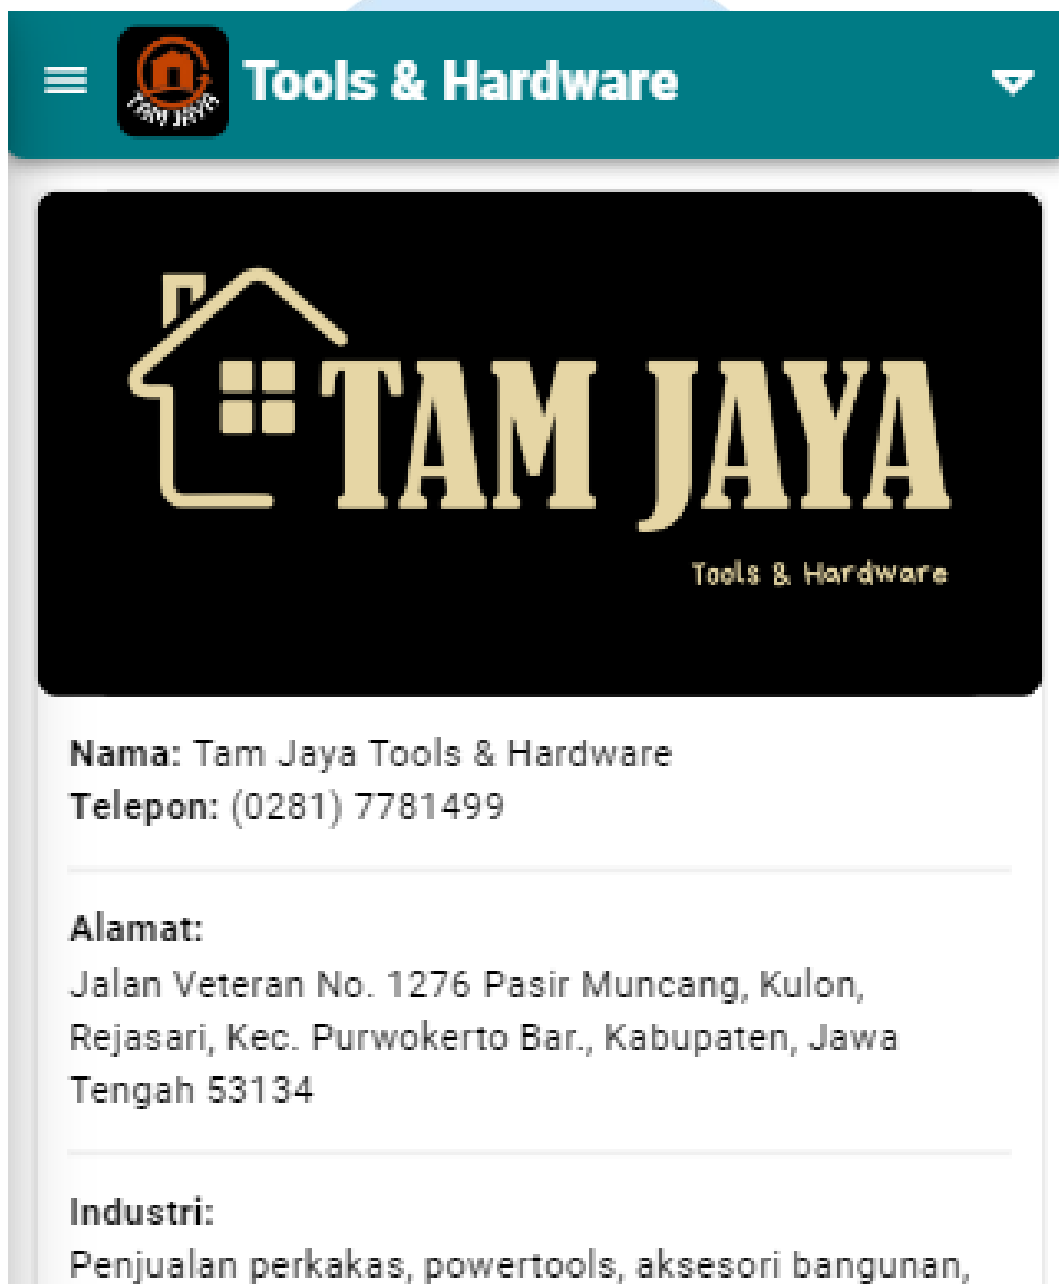 TAM JAYA
Tools & Hardware
TAM JAYA
Tools & Hardware
Nama: Tam Jaya Tools & Hardware
Telepon: (0281) 7781499
Alamat:
Jalan Veteran No. 1276 Pasir Muncang, Kulon,
Rejasari, Kec. Purwokerto Bar., Kabupaten, Jawa
Tengah 53134
Industri:
Penjualan perkakas, powertools, aksesori bangunan,